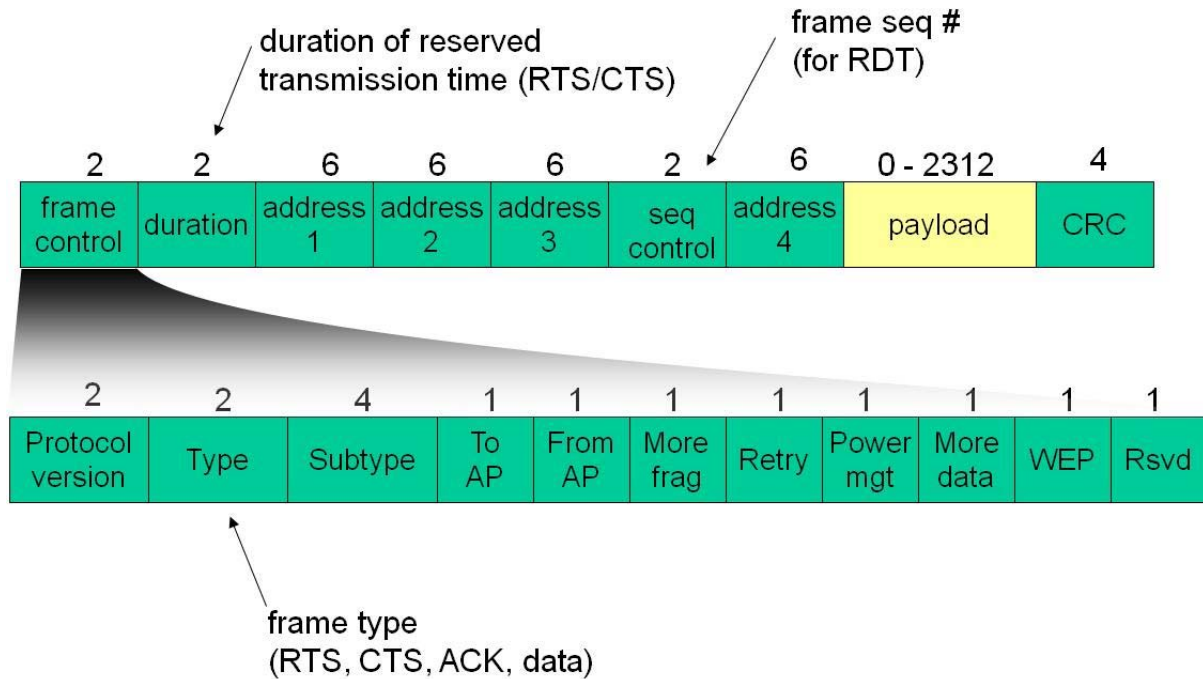 duration of reserved
transmission time (RTS/CTS)
frame seq #
(for RDT)
2 2 6 6 6 2 6 0 - 2312 4
frame
control
duration
address
1
address
2
address
3
seq
control
address
4
payload
CRC
2 2 4 1 1 1 1 1 1 1 1
Protocol
version
Type
Subtype
To
AP
From
AP
More
frag
Retry
Power
mgt
More
data
WEP
Rsvd
frame type
(RTS, CTS, ACK, data)